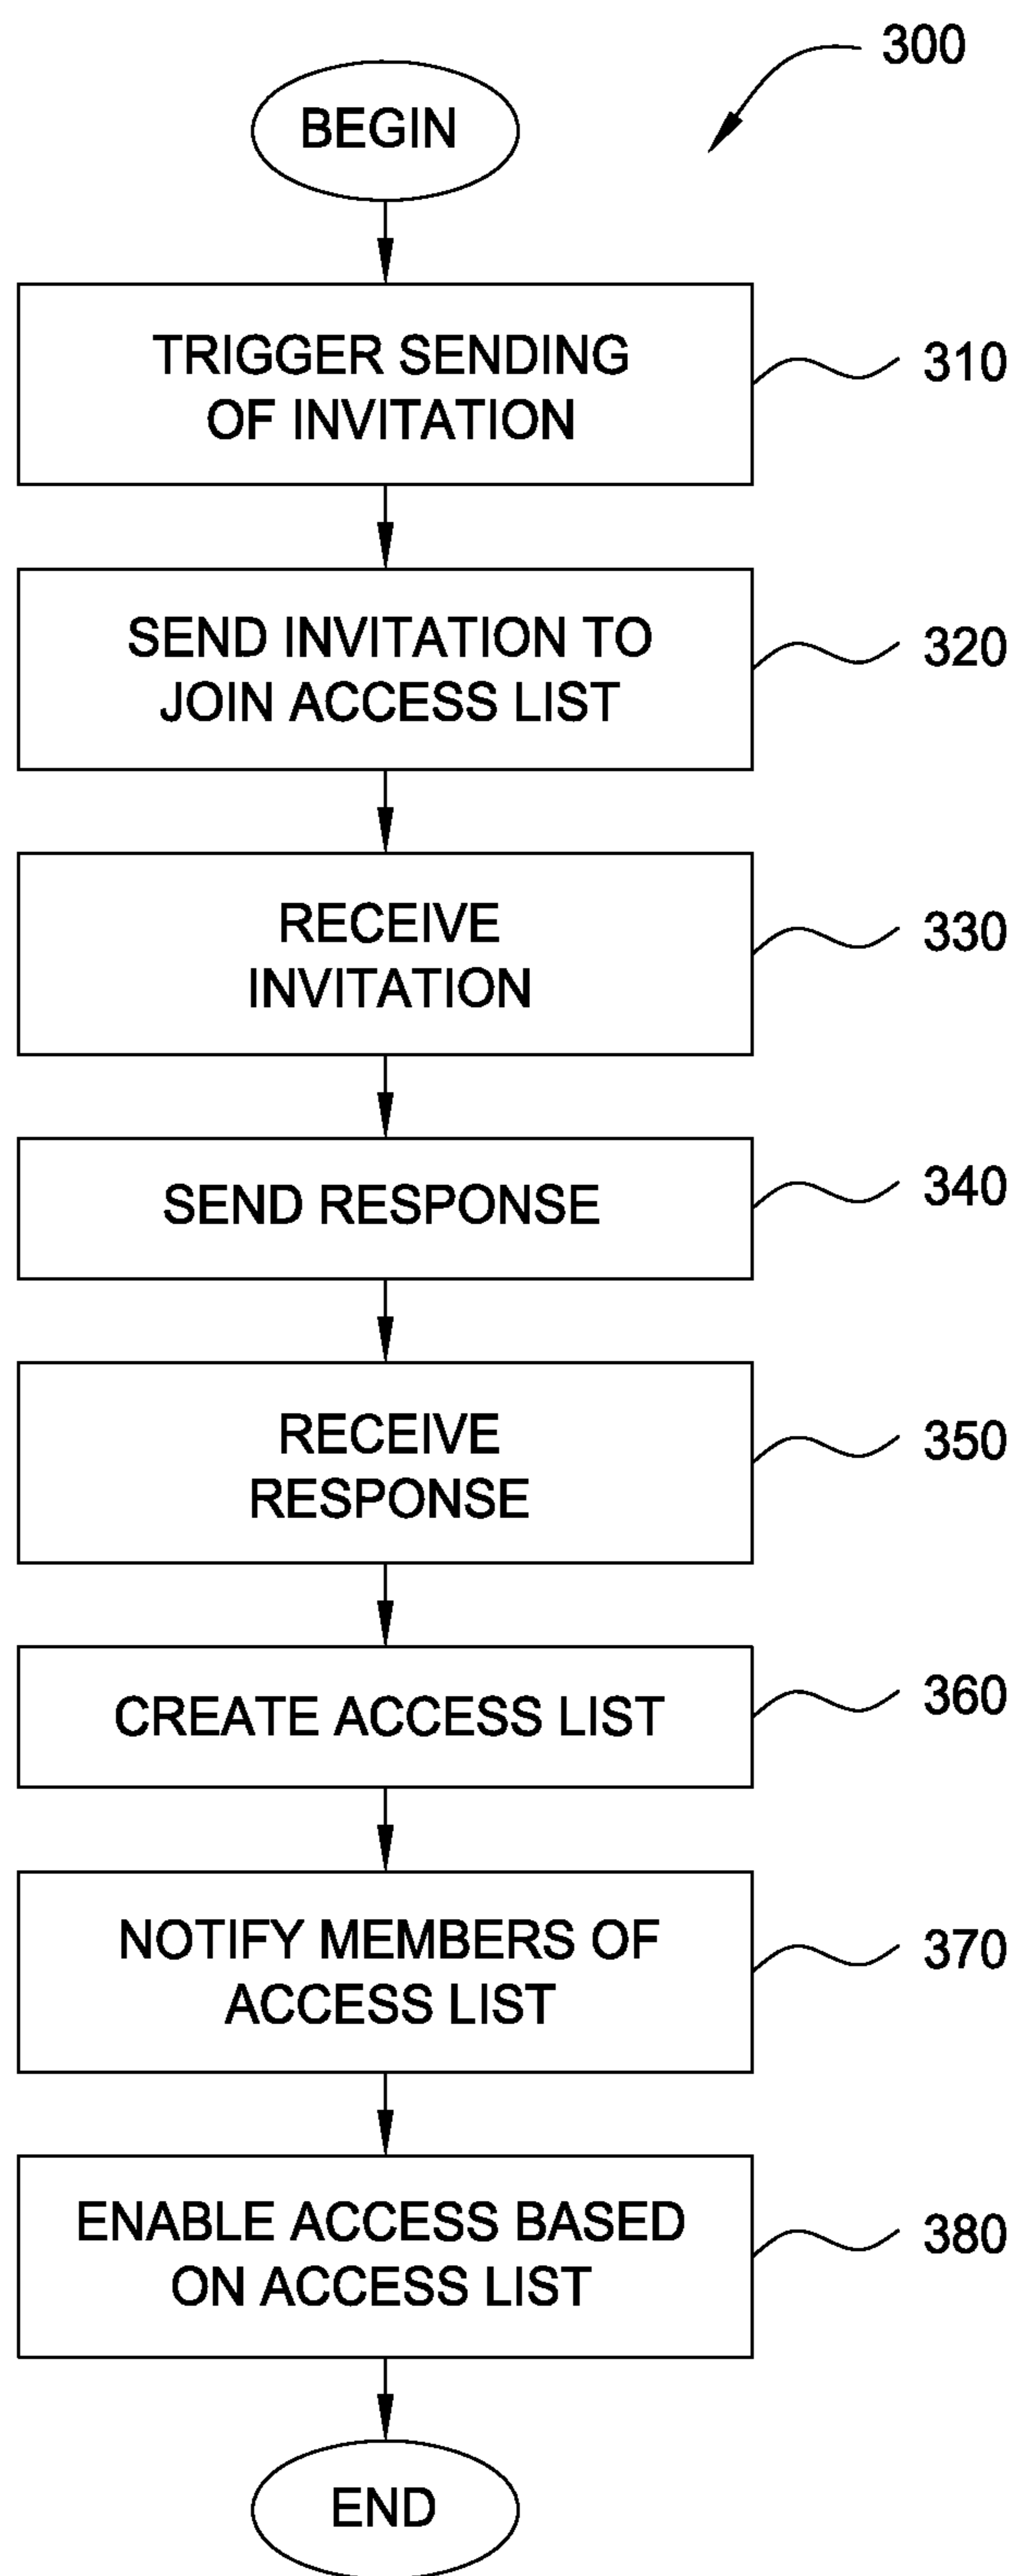 300
BEGIN
TRIGGER SENDING
OF INVITATION
310
SEND INVITATION TO
JOIN ACCESS LIST
320
RECEIVE
INVITATION
330
SEND RESPONSE
340
RECEIVE
RESPONSE
350
CREATE ACCESS LIST
360
NOTIFY MEMBERS OF
ACCESS LIST
370
ENABLE ACCESS BASED
ON ACCESS LIST
380
END